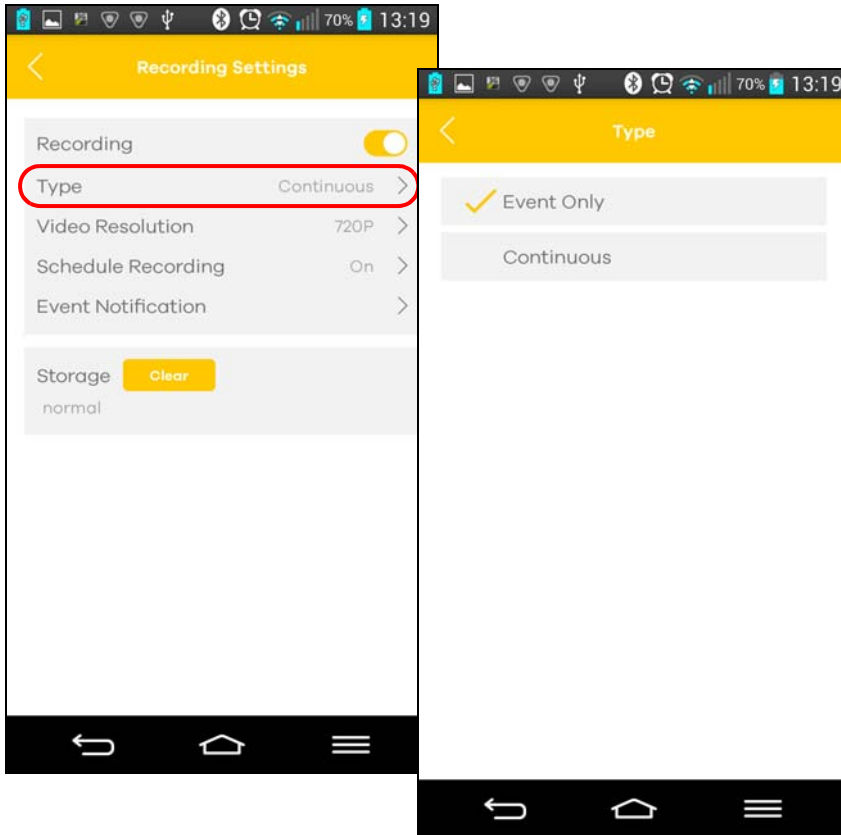 70% 13:19
Recording Settings
Recording
Type Continuous
Video Resolution 720P
Schedule Recording On
Event Notification
Storage Clear
normal
70% 13:19
Type
Event Only
Continuous